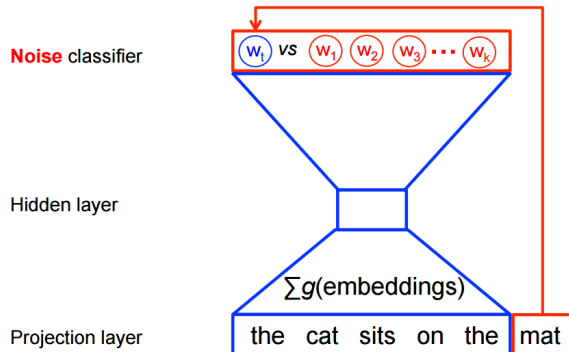 Noise classifier
w_t vs w_1 w_2 w_3 ··· w_k
Hidden layer
∑g(embeddings)
Projection layer
the cat sits on the mat